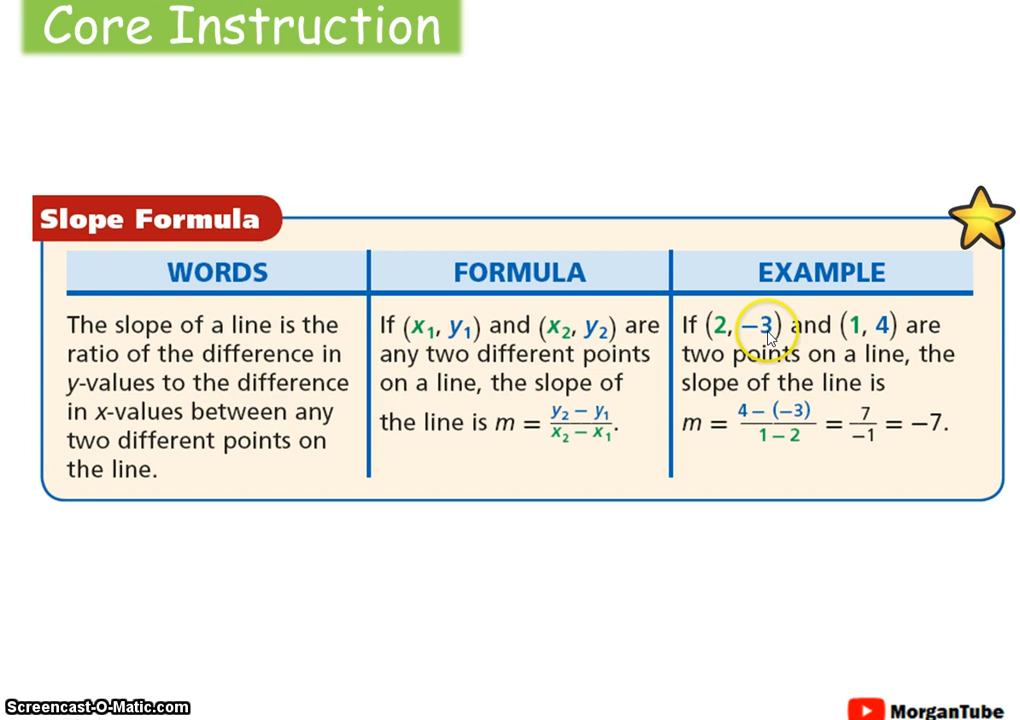 Core Instruction
Slope Formula
WORDS
The slope of a line is the
ratio of the difference in
y-values to the difference
in x-values between any
two different points on
the line.
FORMULA
If (x₁, y₁) and (x₂, y₂) are
any two different points
on a line, the slope of
the line is m = (y₂ − y₁)/(x₂ − x₁).
EXAMPLE
If (2, −3) and (1, 4) are
two points on a line, the
slope of the line is
m = (4 − (−3))/(1 − 2) = 7/−1 = −7.
Screencast-O-Matic.com
MorganTube